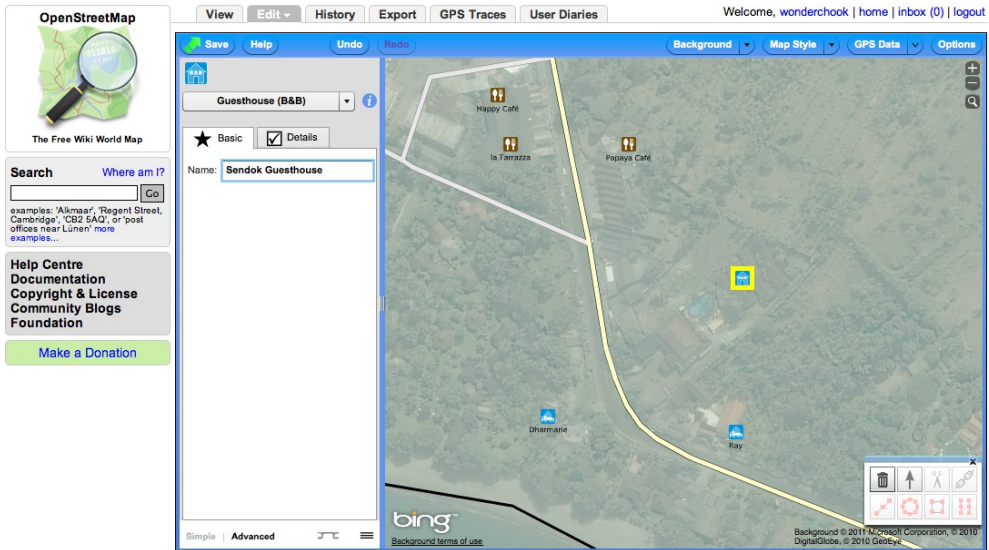 OpenStreetMap
The Free Wiki World Map
Search Where am I?
Go
examples: 'Alkmaar', 'Regent Street,
Cambridge', 'CB2 5AQ', or 'post
offices near Lünen' more
examples...
Help Centre
Documentation
Copyright & License
Community Blogs
Foundation
Make a Donation
View Edit History Export GPS Traces User Diaries
Welcome, wonderchook | home | inbox (0) | logout
Save Help Undo Redo Background Map Style GPS Data Options
B&B
Guesthouse (B&B)
Basic Details
Name: Sendok Guesthouse
Simple | Advanced
Happy Café
la Tarrazza
Papaya Café
B&B
Dharmarie
Ray
bing
Background terms of use
Background © 2011 Microsoft Corporation, © 2010
DigitalGlobe, © 2010 GeoEye